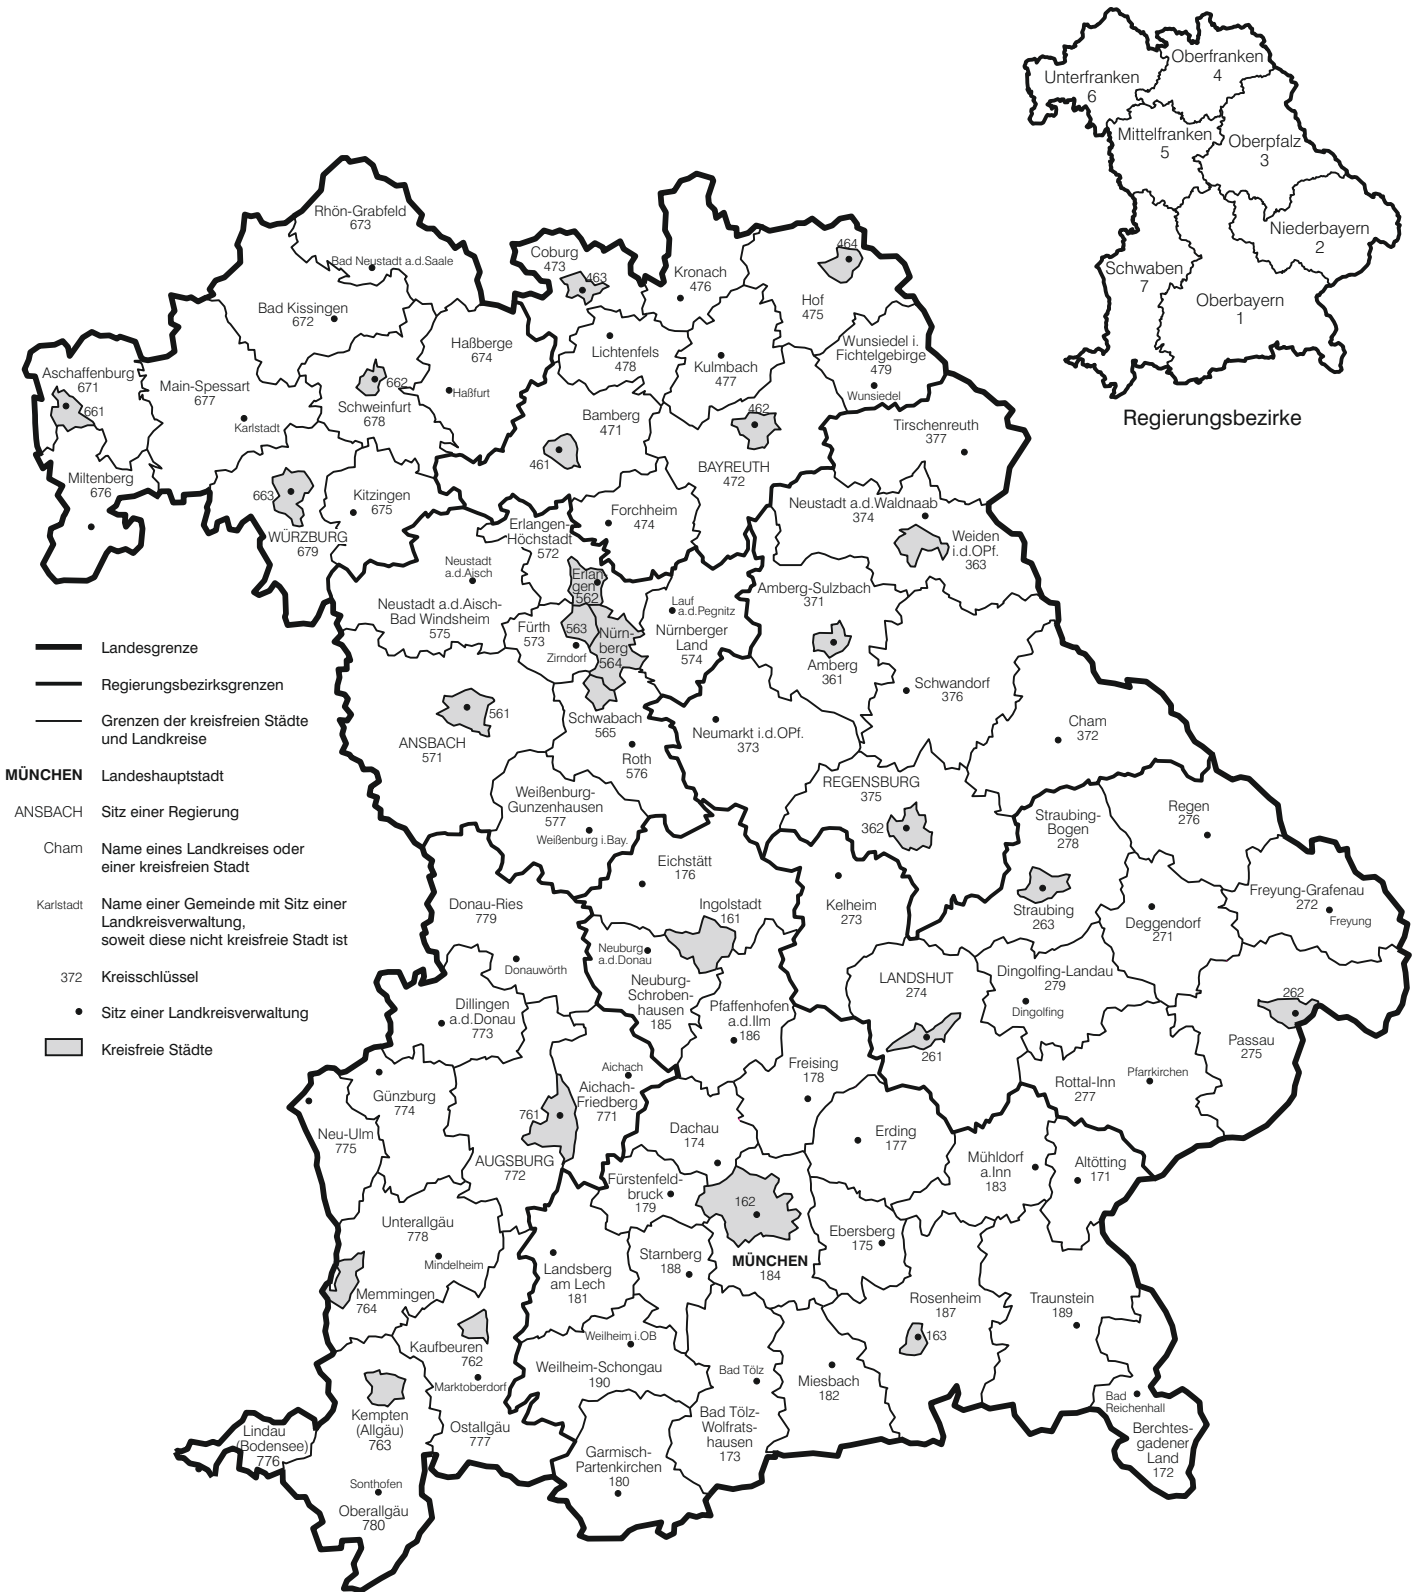 Oberfranken
4
Unterfranken
6
Mittelfranken
5
Oberpfalz
3
Niederbayern
2
Schwaben
7
Oberbayern
1
Regierungsbezirke
Rhön-Grabfeld
673
Bad Neustadt a.d.Saale
Coburg
473
463
Kronach
476
464
Hof
475
Bad Kissingen
672
Haßberge
674
Haßfurt
Lichtenfels
478
Kulmbach
477
Wunsiedel i.
Fichtelgebirge
479
Wunsiedel
Aschaffenburg
671
661
Main-Spessart
677
Karlstadt
662
Schweinfurt
678
Bamberg
471
461
462
BAYREUTH
472
Tirschenreuth
377
Miltenberg
676
663
WÜRZBURG
679
Kitzingen
675
Forchheim
474
Neustadt a.d.Waldnaab
374
Weiden
i.d.OPf.
363
Erlangen-
Höchstadt
572
Neustadt
a.d.Aisch
Neustadt a.d.Aisch-
Bad Windsheim
575
Erlan
gen
562
Fürth
573
563
Zirndorf
Nürn-
berg
564
Lauf
a.d.Pegnitz
Nürnberger
Land
574
Amberg-Sulzbach
371
Amberg
361
Schwandorf
376
Cham
372
561
ANSBACH
571
Schwabach
565
Roth
576
Neumarkt i.d.OPf.
373
Weißenburg-
Gunzenhausen
577
Weißenburg i.Bay.
REGENSBURG
375
362
Straubing-
Bogen
278
Regen
276
Landesgrenze
Regierungsbezirksgrenzen
Grenzen der kreisfreien Städte
und Landkreise
MÜNCHEN Landeshauptstadt
ANSBACH Sitz einer Regierung
Cham Name eines Landkreises oder
einer kreisfreien Stadt
Karlstadt Name einer Gemeinde mit Sitz einer
Landkreisverwaltung,
soweit diese nicht kreisfreie Stadt ist
372 Kreisschlüssel
Sitz einer Landkreisverwaltung
Kreisfreie Städte
Eichstätt
176
Ingolstadt
161
Kelheim
273
Straubing
263
Deggendorf
271
Freyung-Grafenau
272
Freyung
Donau-Ries
779
Donauwörth
Neuburg
a.d.Donau
Neuburg-
Schroben-
hausen
185
Pfaffenhofen
a.d.Ilm
186
LANDSHUT
274
261
Dingolfing-Landau
279
Dingolfing
262
Passau
275
Dillingen
a.d.Donau
773
Aichach
Aichach-
Friedberg
771
Freising
178
Rottal-Inn
277
Pfarrkirchen
Günzburg
774
Neu-Ulm
775
761
AUGSBURG
772
Dachau
174
Erding
177
Mühldorf
a.Inn
183
Altötting
171
Fürstenfeld-
bruck
179
162
MÜNCHEN
184
Ebersberg
175
Unterallgäu
778
Mindelheim
Memmingen
764
Landsberg
am Lech
181
Starnberg
188
Rosenheim
187
163
Traunstein
189
Kaufbeuren
762
Marktoberdorf
Ostallgäu
777
Weilheim i.OB
Weilheim-Schongau
190
Bad Tölz
Bad Tölz-
Wolfrats-
hausen
173
Miesbach
182
Bad
Reichenhall
Berchtes-
gadener
Land
172
Kempten
(Allgäu)
763
Lindau
(Bodensee)
776
Sonthofen
Oberallgäu
780
Garmisch-
Partenkirchen
180